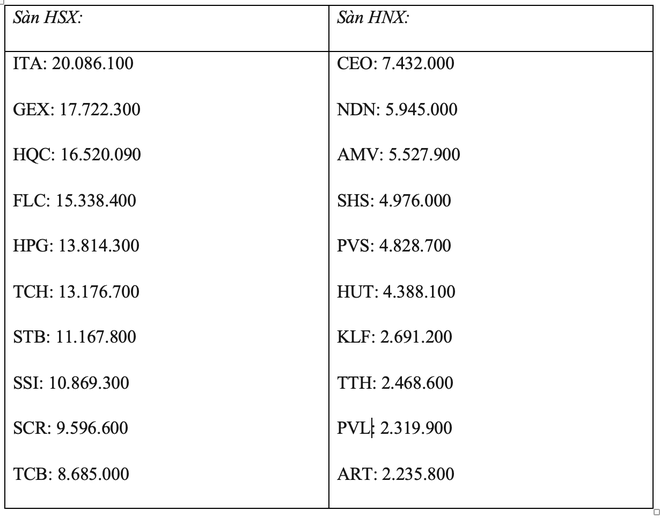 Sàn HSX:
ITA: 20.086.100
GEX: 17.722.300
HQC: 16.520.090
FLC: 15.338.400
HPG: 13.814.300
TCH: 13.176.700
STB: 11.167.800
SSI: 10.869.300
SCR: 9.596.600
TCB: 8.685.000
Sàn HNX:
CEO: 7.432.000
NDN: 5.945.000
AMV: 5.527.900
SHS: 4.976.000
PVS: 4.828.700
HUT: 4.388.100
KLF: 2.691.200
TTH: 2.468.600
PVL: 2.319.900
ART: 2.235.800